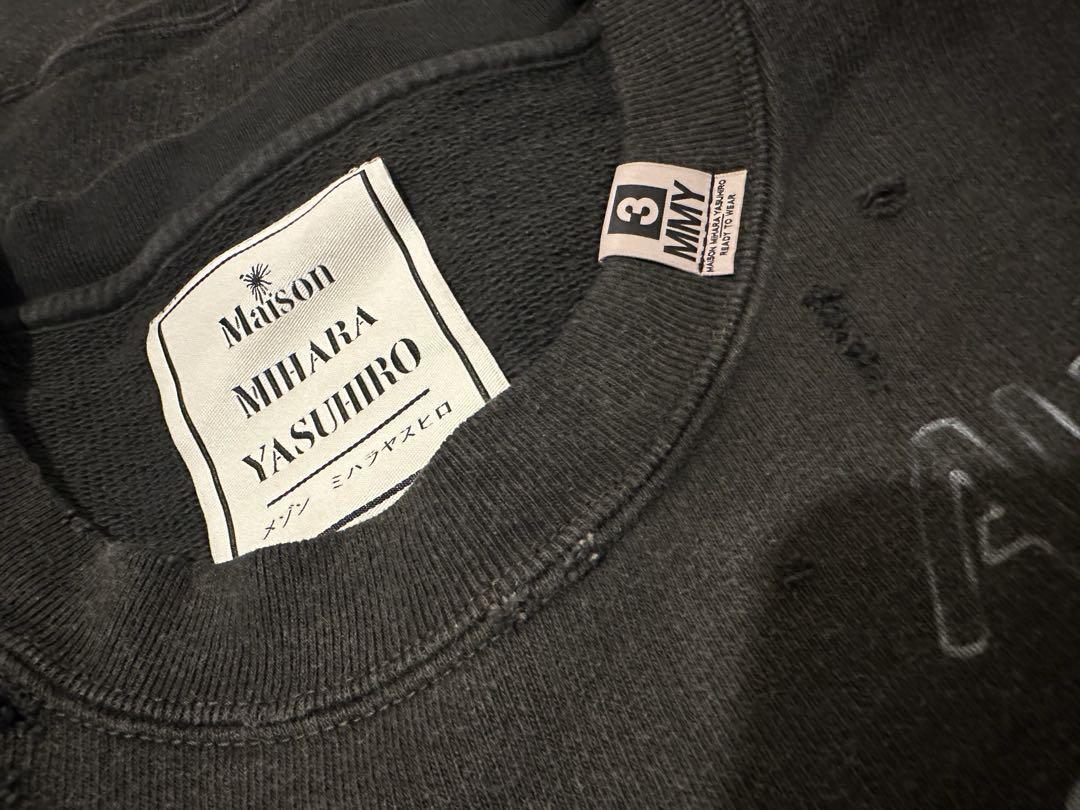 Maison
MIHARA
YASUHIRO
メゾン ミハラヤスヒロ
3
MMY
MAISON MIHARA YASUHIRO
READY TO WEAR